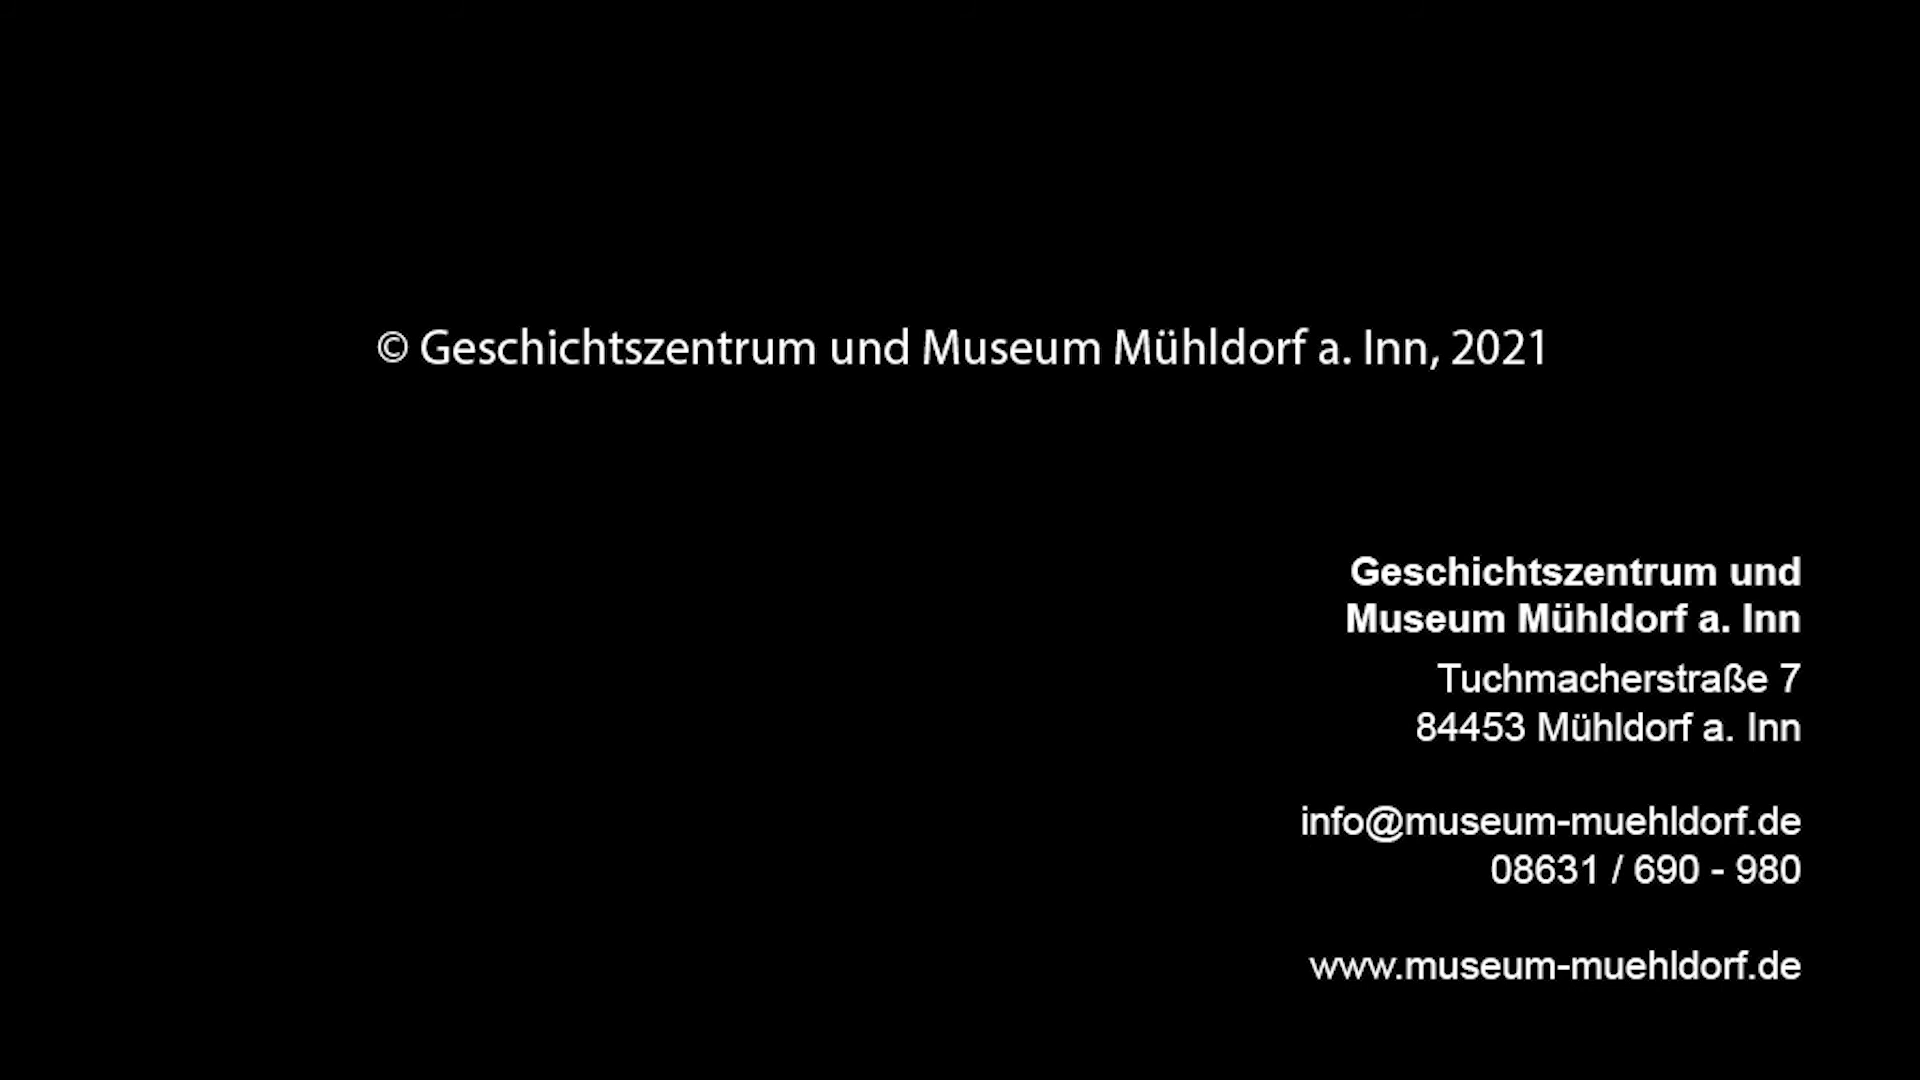 © Geschichtszentrum und Museum Mühldorf a. Inn, 2021
Geschichtszentrum und
Museum Mühldorf a. Inn
Tuchmacherstraße 7
84453 Mühldorf a. Inn
info@museum-muehldorf.de
08631 / 690 - 980
www.museum-muehldorf.de